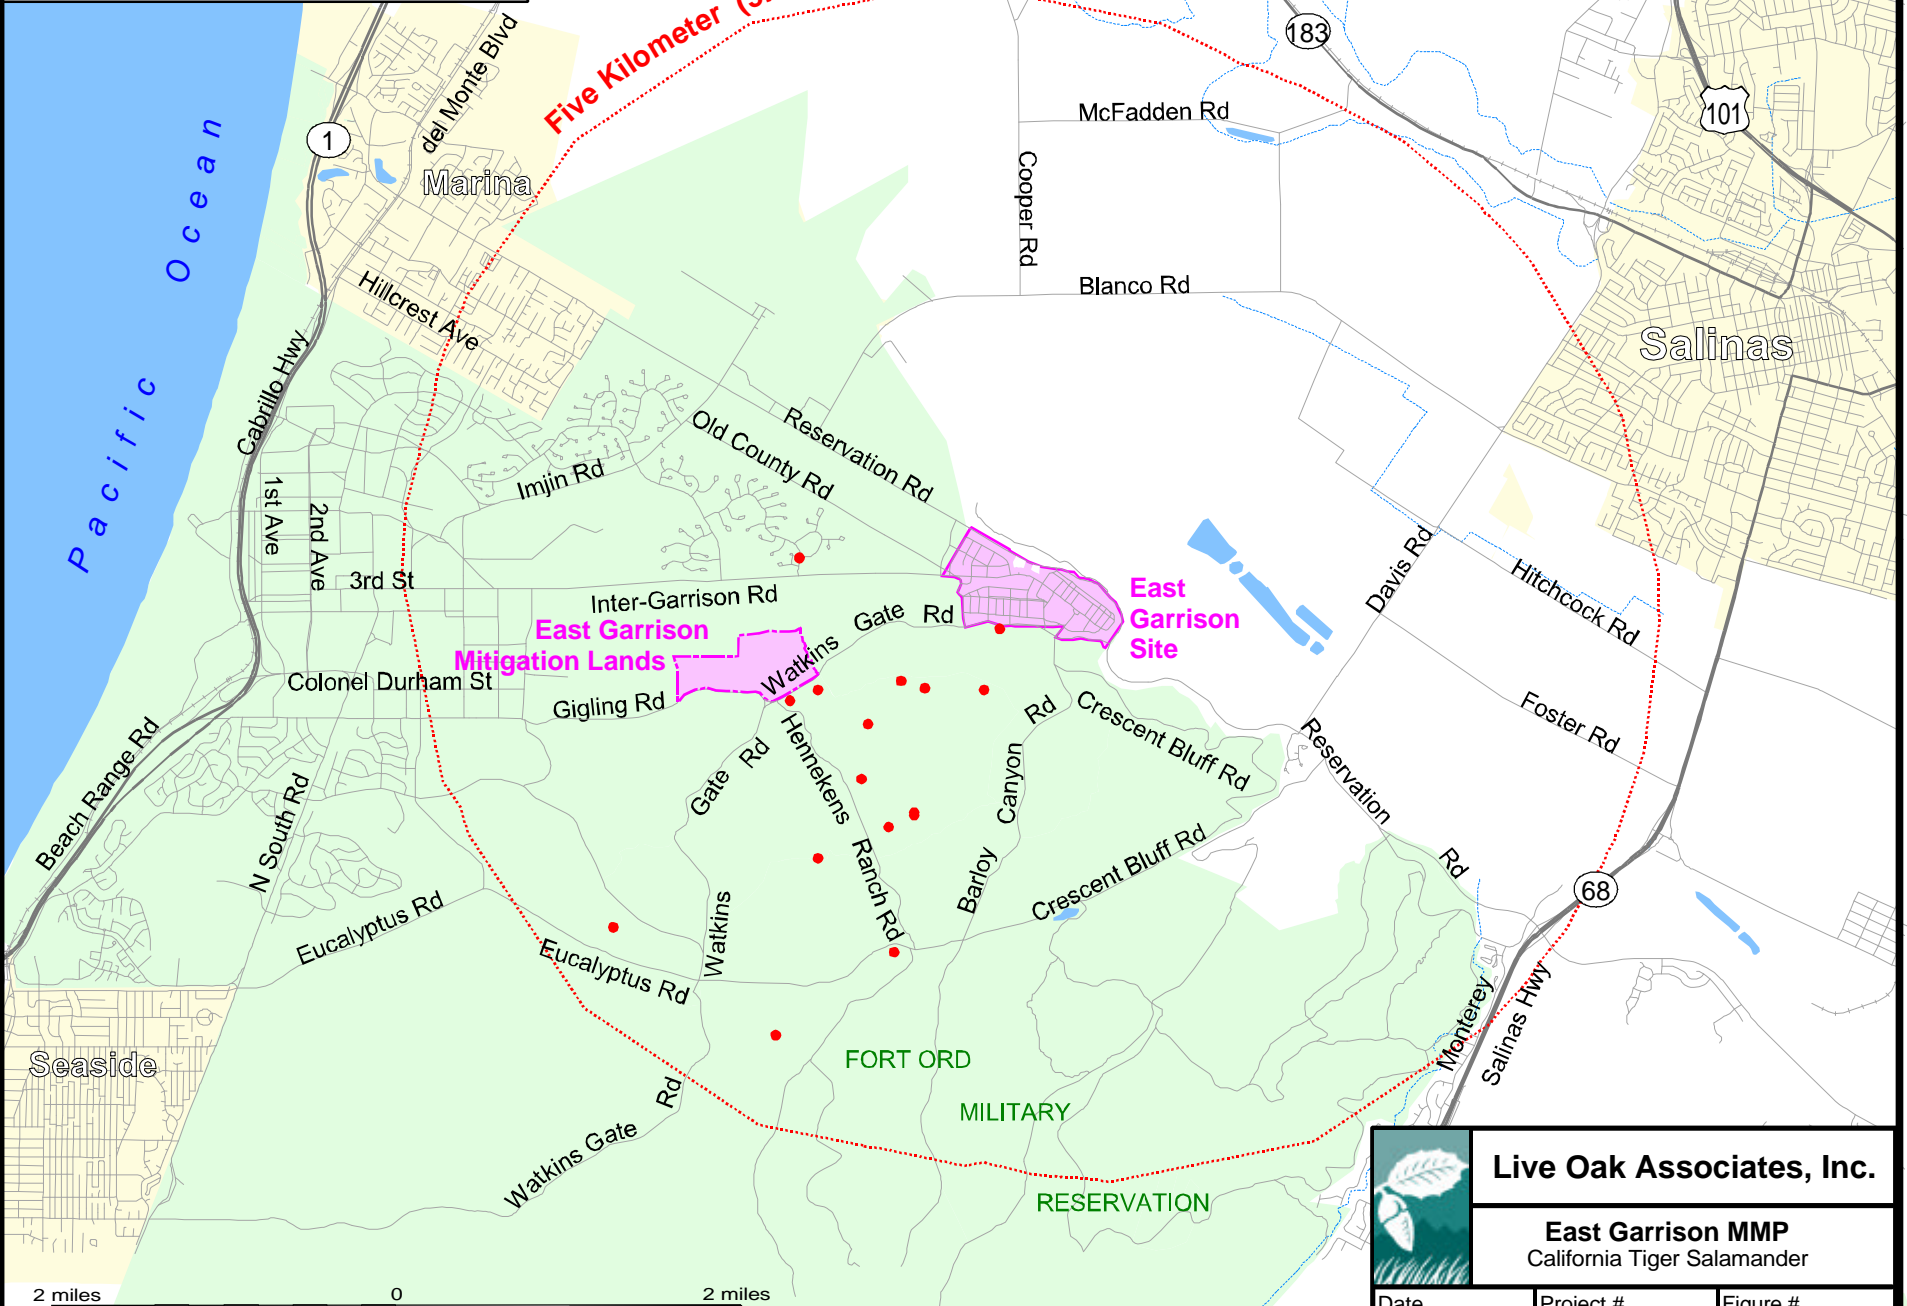 Five Kilometer
183
101
1
del Monte Blvd
Marina
McFadden Rd
Cooper Rd
Blanco Rd
Pacific Ocean
Hillcrest Ave
Cabrillo Hwy
Salinas
Reservation Rd
Old County Rd
Imjin Rd
1st Ave
2nd Ave
3rd St
Inter-Garrison Rd
Davis Rd
Hitchcock Rd
East
Garrison
Site
Watkins Gate Rd
East Garrison
Mitigation Lands
Colonel Durham St
Gigling Rd
Crescent Bluff Rd
Foster Rd
Reservation Rd
Beach Range Rd
N South Rd
Hennekens Ranch Rd
Barloy Canyon Rd
Crescent Bluff Rd
Watkins Gate Rd
Eucalyptus Rd
Eucalyptus Rd
68
Monterey Salinas Hwy
Seaside
FORT ORD
MILITARY
RESERVATION
Watkins Gate Rd
Live Oak Associates, Inc.
East Garrison MMP
California Tiger Salamander
2 miles 0 2 miles
Date Project # Figure #